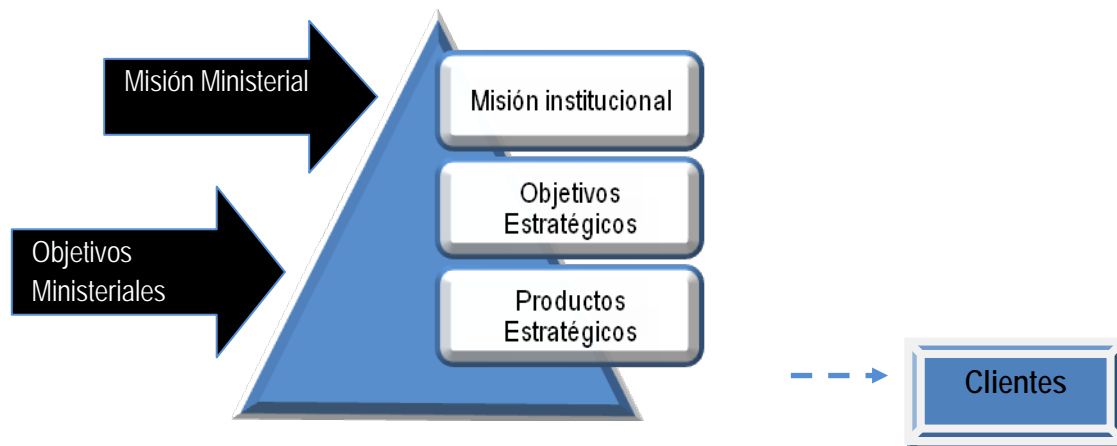 Misión Ministerial
Misión institucional
Objetivos
Estratégicos
Objetivos
Ministeriales
Productos
Estratégicos
Clientes